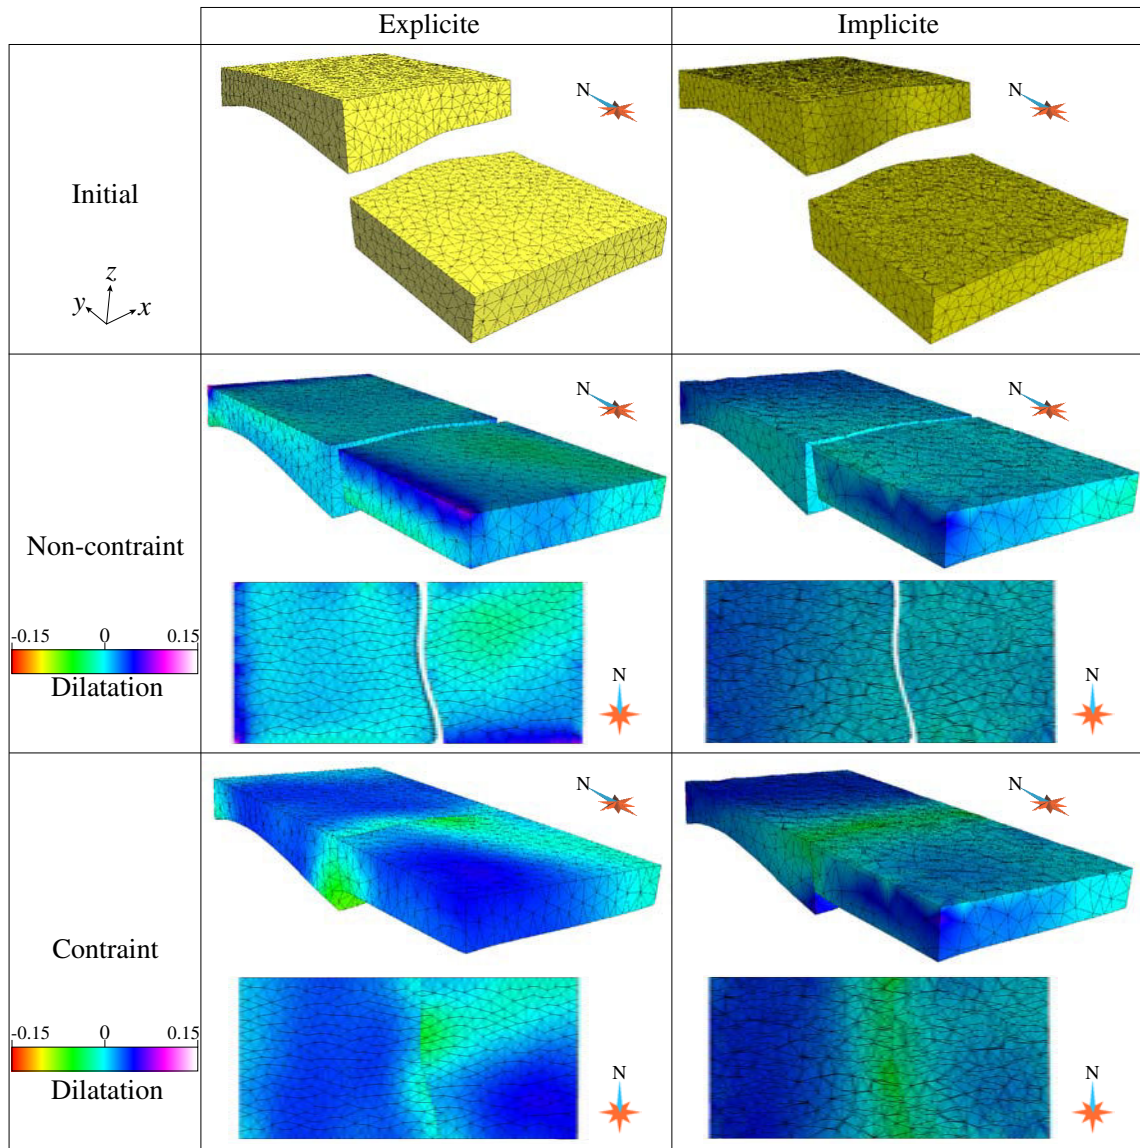 Explicite
Implicite
Initial
z
y
x
N
N
Non-contraint
-0.15 0 0.15
Dilatation
N
N
N
N
Contraint
-0.15 0 0.15
Dilatation
N
N
N
N